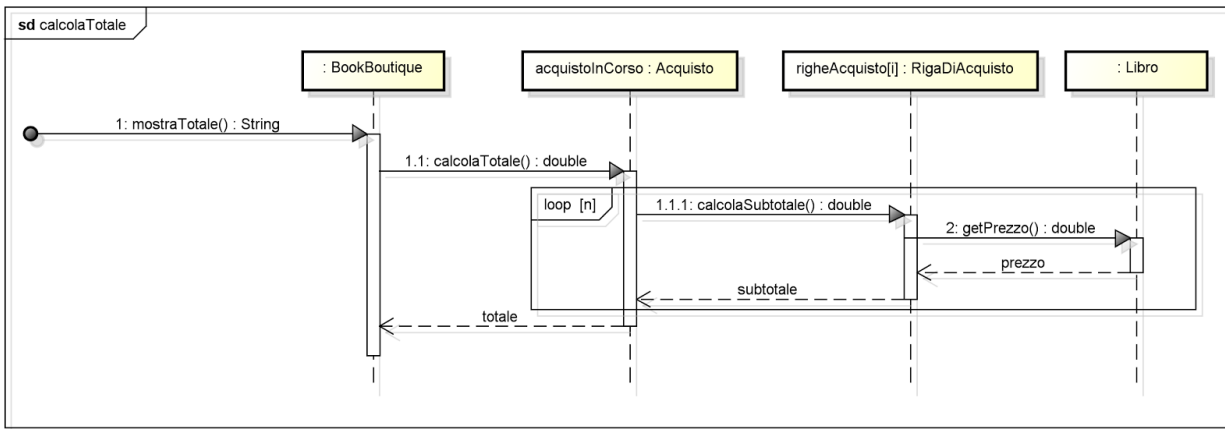 sd calcolaTotale
: BookBoutique
acquistoInCorso : Acquisto
righeAcquisto[i] : RigaDiAcquisto
: Libro
1: mostraTotale() : String
1.1: calcolaTotale() : double
loop [n]
1.1.1: calcolaSubtotale() : double
2: getPrezzo() : double
prezzo
subtotale
totale